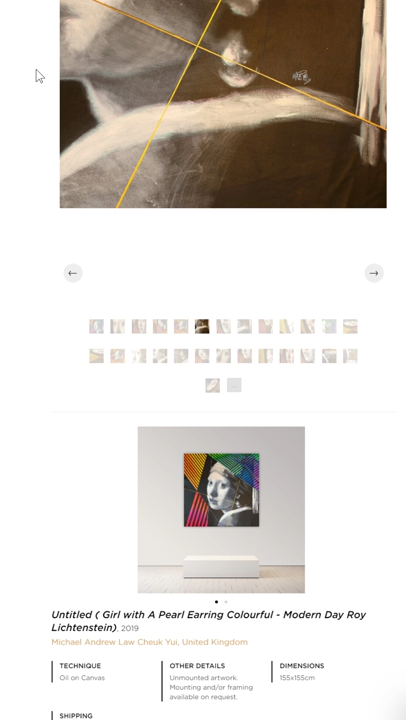 ←
→
Untitled ( Girl with A Pearl Earring Colourful - Modern Day Roy
Lichtenstein), 2019
Michael Andrew Law Cheuk Yui, United Kingdom
TECHNIQUE
Oil on Canvas
OTHER DETAILS
Unmounted artwork.
Mounting and/or framing
available on request.
DIMENSIONS
155x155cm
SHIPPING